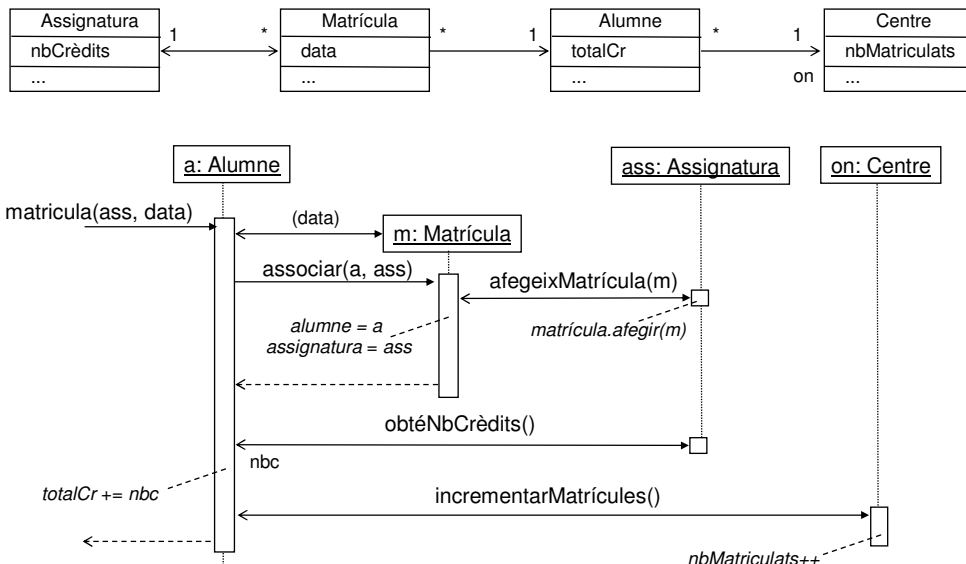 Assignatura
nbCrèdits
...
1
*
Matrícula
data
...
*
1
Alumne
totalCr
...
*
1
on
Centre
nbMatriculats
...
a: Alumne
ass: Assignatura
on: Centre
matricula(ass, data)
(data)
m: Matrícula
associar(a, ass)
afegeixMatrícula(m)
alumne = a
assignatura = ass
matrícula.afegir(m)
obtéNbCrèdits()
nbc
totalCr += nbc
incrementarMatrícules()
nbMatriculats++